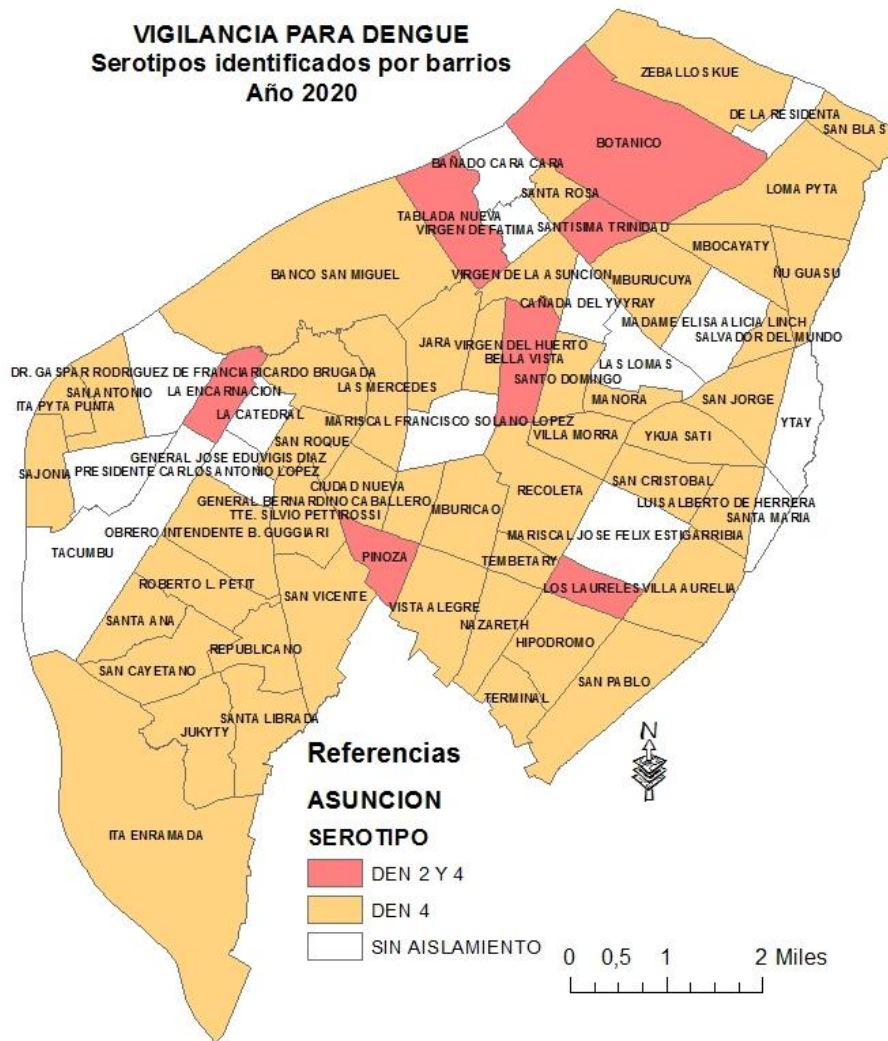 VIGILANCIA PARA DENGUE
Serotipos identificados por barrios
Año 2020
ZEBALLOS KUE
DE LA RESIDENTA
SAN BLAS
BOTANICO
BAÑADO CARA CARA
SANTA ROSA
LOMA PYTA
TABLADA NUEVA
VIRGEN DE FATIMA
SANTISIMA TRINIDAD
MBOCAYATY
ÑU GUASU
BANCO SAN MIGUEL
VIRGEN DE LA ASUNCION
MBURUCUYA
CAÑADA DEL YVYRAY
MADAME ELISA ALICIA LINCH
SALVADOR DEL MUNDO
JARA
VIRGEN DEL HUERTO
BELLA VISTA
LAS LOMAS
DR. GASPAR RODRIGUEZ DE FRANCIA
RICARDO BRUGADA
SAN ANTONIO
LA ENCARNACION
LAS MERCEDES
SANTO DOMINGO
MANORA
SAN JORGE
ITA PYTA PUNTA
LA CATEDRAL
MARISCAL FRANCISCO SOLANO LOPEZ
YTAY
SAN ROQUE
VILLA MORRA
YKUA SATI
GENERAL JOSE EDUVIGIS DIAZ
SAJONIA
PRESIDENTE CARLOS ANTONIO LOPEZ
CIUDAD NUEVA
RECOLETA
SAN CRISTOBAL
GENERAL BERNARDINO CABALLERO
LUIS ALBERTO DE HERRERA
TTE. SILVIO PETTIROSSI
MBURICAO
SANTA MARIA
OBRERO INTENDENTE B. GUGGIARI
MARISCAL JOSE FELIX ESTIGARRIBIA
TACUMBU
PINOZA
TEMBETARY
ROBERTO L. PETIT
SAN VICENTE
LOS LAURELES
VILLA AURELIA
VISTA ALEGRE
SANTA ANA
NAZARETH
HIPODROMO
REPUBLICANO
SAN CAYETANO
SAN PABLO
TERMINAL
SANTA LIBRADA
JUKYTY
ITA ENRAMADA
N
Referencias
ASUNCION
SEROTIPO
DEN 2 Y 4
DEN 4
SIN AISLAMIENTO
0 0,5 1 2 Miles